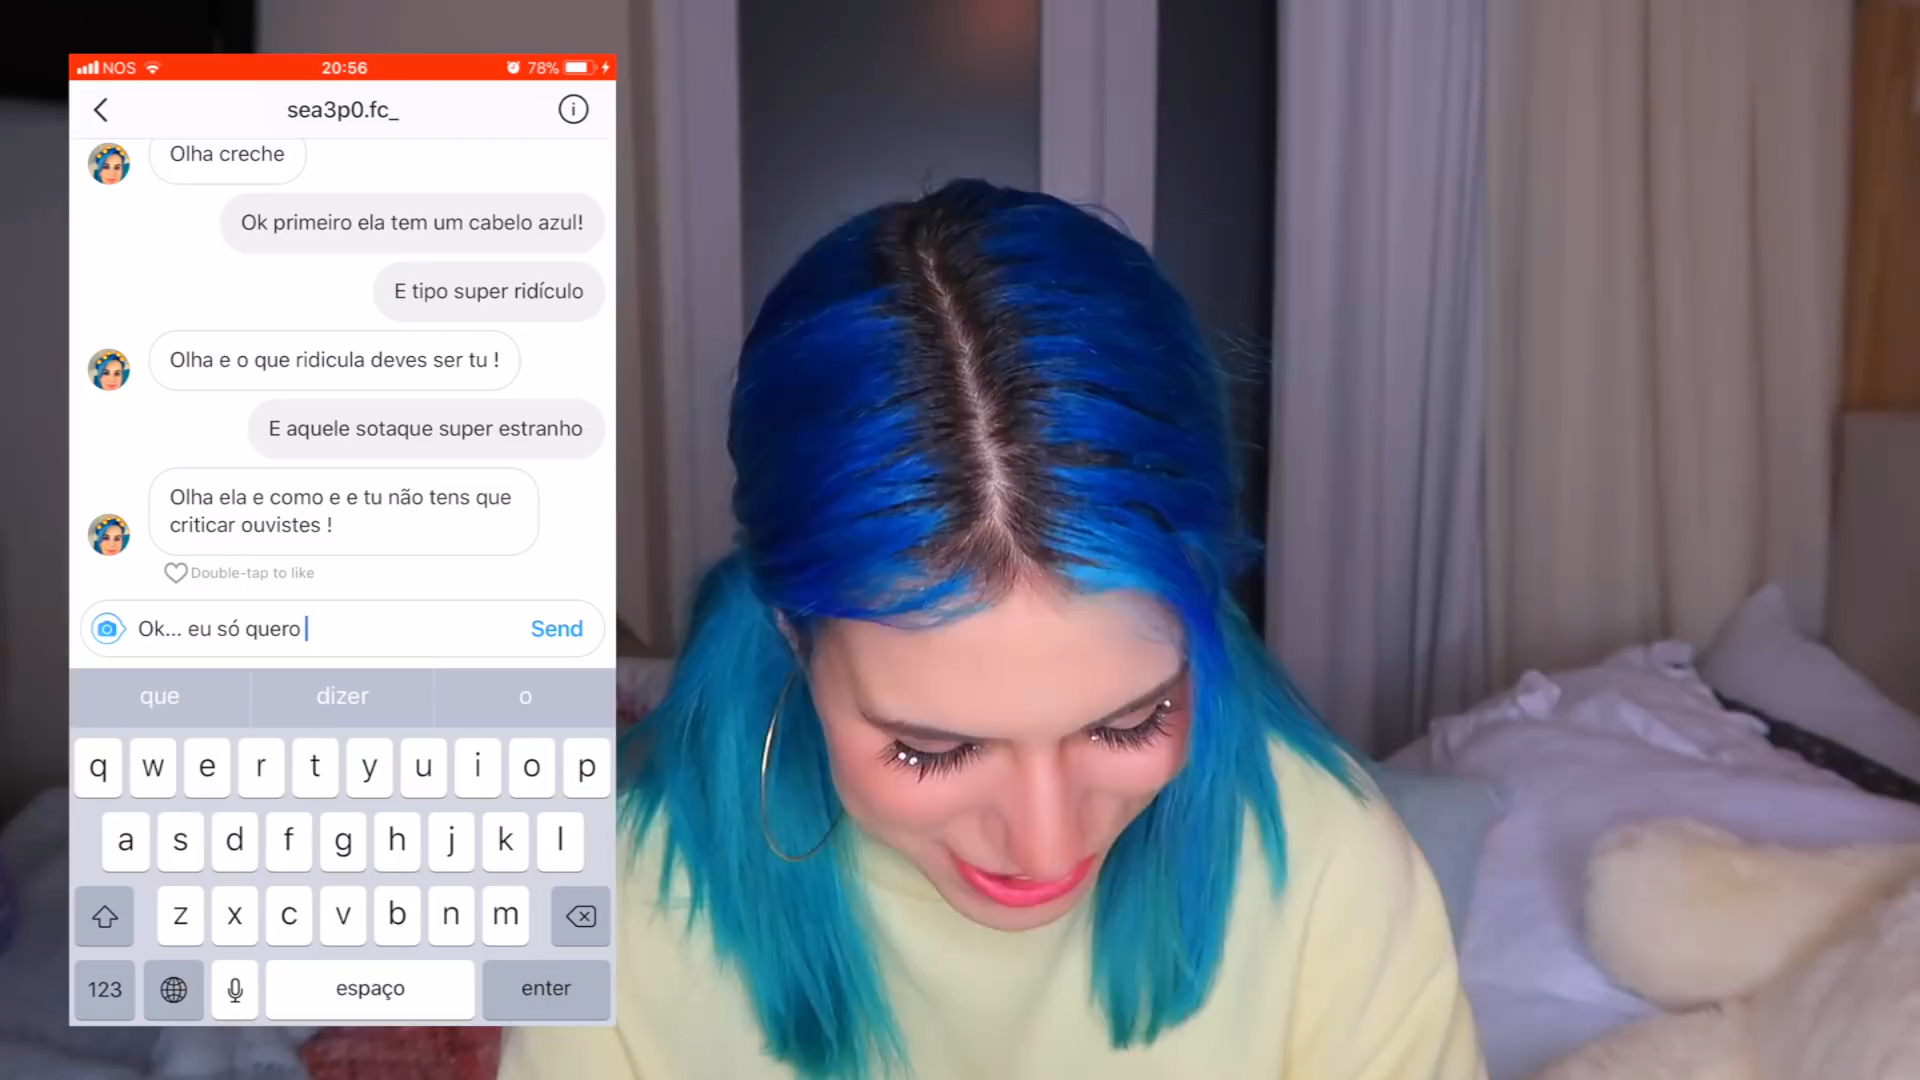 NOS 20:56 78%
sea3p0.fc_
Olha creche
Ok primeiro ela tem um cabelo azul!
E tipo super ridículo
Olha e o que ridicula deves ser tu !
E aquele sotaque super estranho
Olha ela e como e e tu não tens que
criticar ouvistes !
Double-tap to like
Ok... eu só quero Send
que dizer o
q w e r t y u i o p
a s d f g h j k l
z x c v b n m
123 espaço enter